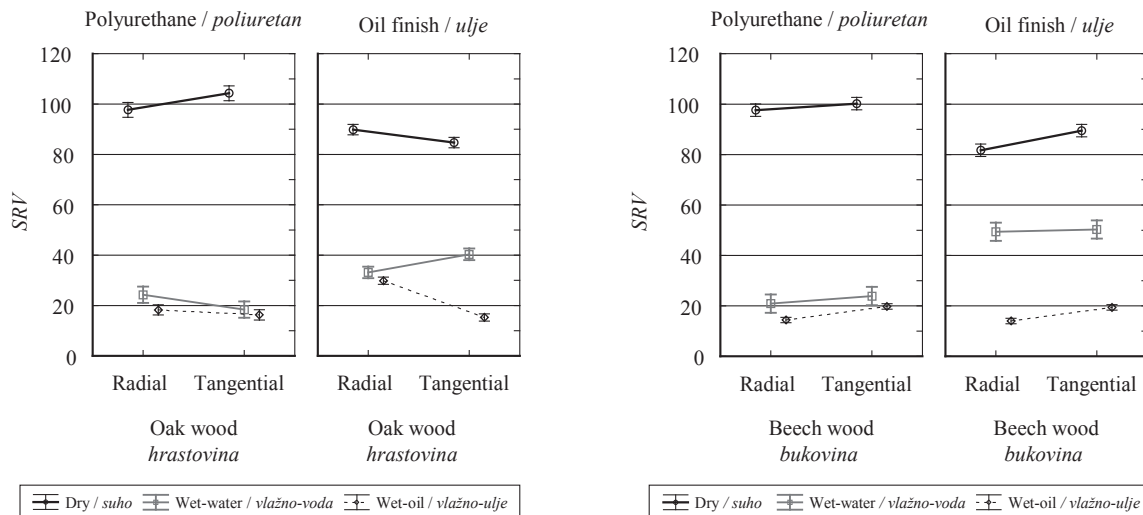 Polyurethane / poliuretan
Oil finish / ulje
SRV
120
100
80
60
40
20
0
Radial
Tangential
Radial
Tangential
Oak wood
hrastovina
Oak wood
hrastovina
Dry / suho
Wet-water / vlažno-voda
Wet-oil / vlažno-ulje
Polyurethane / poliuretan
Oil finish / ulje
SRV
120
100
80
60
40
20
0
Radial
Tangential
Radial
Tangential
Beech wood
bukovina
Beech wood
bukovina
Dry / suho
Wet-water / vlažno-voda
Wet-oil / vlažno-ulje